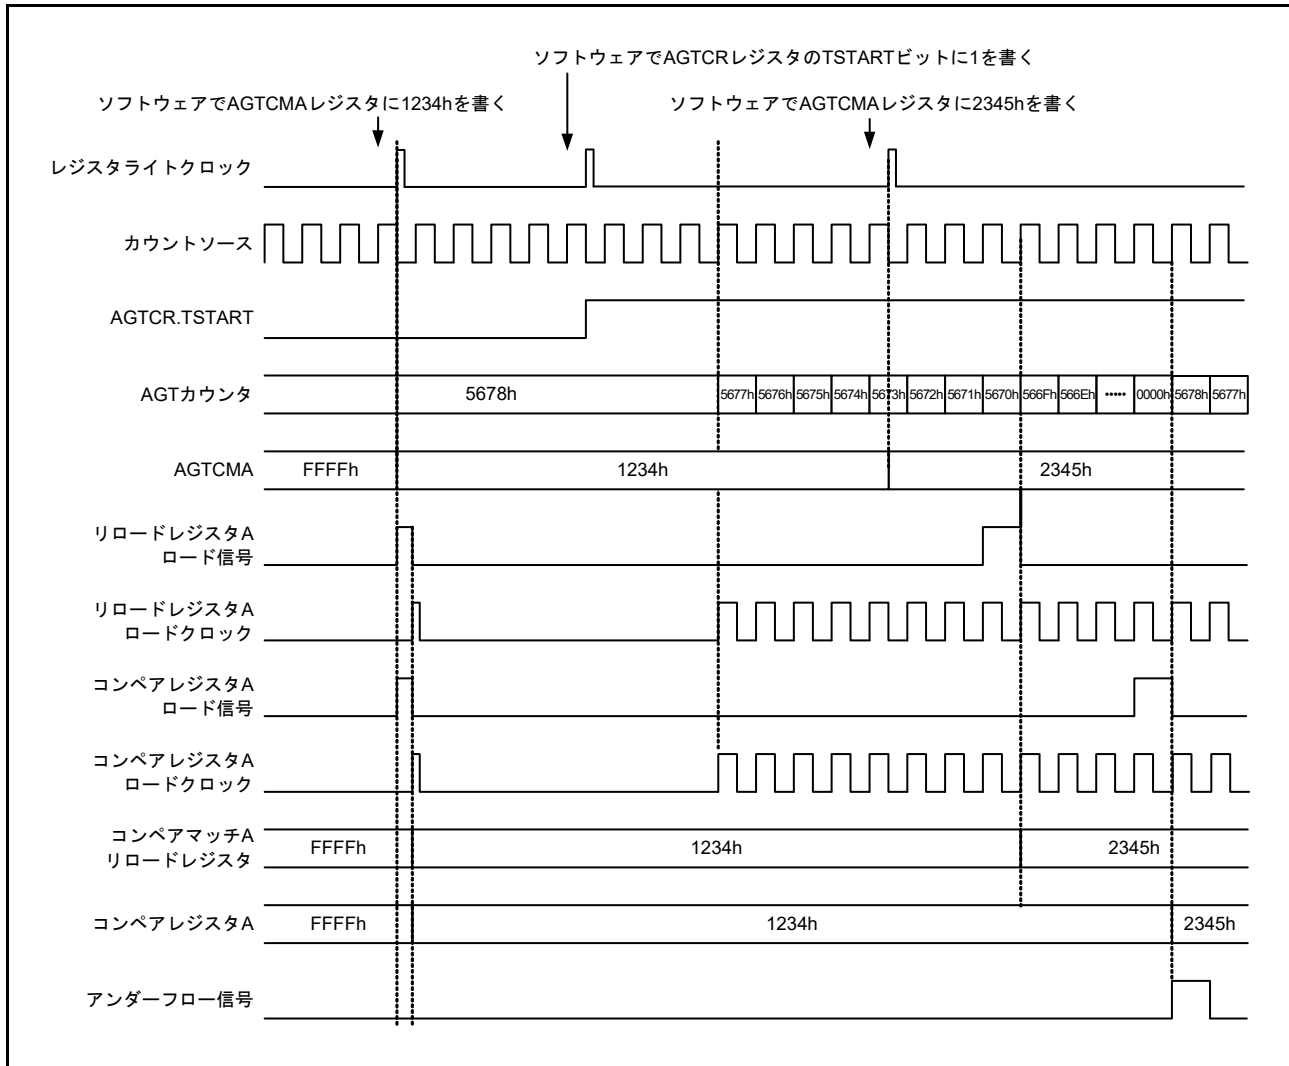 ソフトウェアでAGTCRレジスタのTSTARTビットに1を書く
ソフトウェアでAGTCMAレジスタに1234hを書く
ソフトウェアでAGTCMAレジスタに2345hを書く
レジスタライトクロック
カウントソース
AGTCR.TSTART
AGTカウンタ
5678h
5677h 5676h 5675h 5674h 5673h 5672h 5671h 5670h 566Fh 566Eh ••••• 0000h 5678h 5677h
AGTCMA
FFFFh
1234h
2345h
リロードレジスタA
ロード信号
リロードレジスタA
ロードクロック
コンペアレジスタA
ロード信号
コンペアレジスタA
ロードクロック
コンペアマッチA
リロードレジスタ
FFFFh
1234h
2345h
コンペアレジスタA
FFFFh
1234h
2345h
アンダーフロー信号